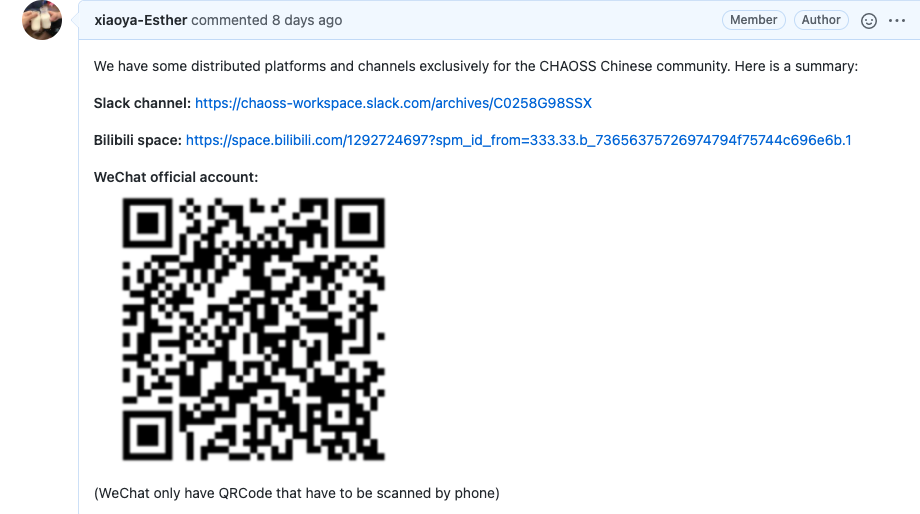 xiaoya-Esther commented 8 days ago Member Author
We have some distributed platforms and channels exclusively for the CHAOSS Chinese community. Here is a summary:
Slack channel: https://chaoss-workspace.slack.com/archives/C0258G98SSX
Bilibili space: https://space.bilibili.com/1292724697?spm_id_from=333.33.b_73656375726974794f75744c696e6b.1
WeChat official account:
(WeChat only have QRCode that have to be scanned by phone)